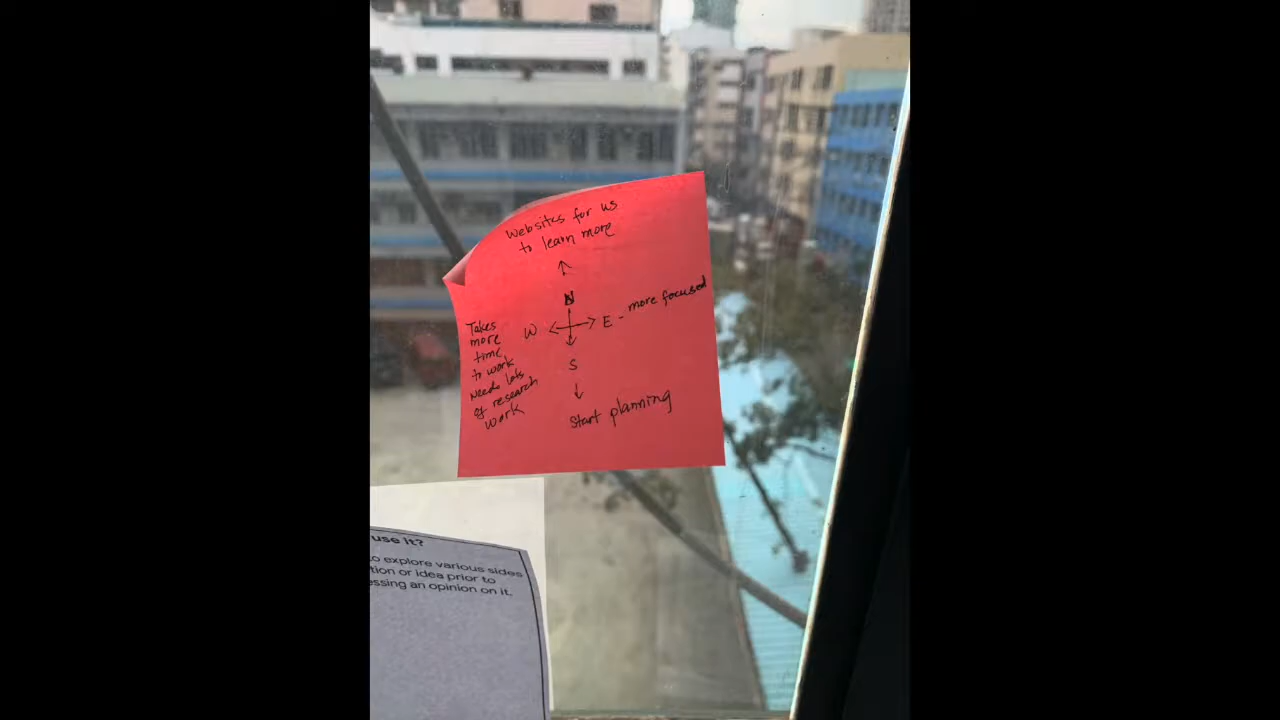 Websites for us
to learn more
N
W
E - more focused
S
Takes
more
time
to work
Needs lots
of research
work
Start planning
use it?
to explore various sides
tion or idea prior to
essing an opinion on it.